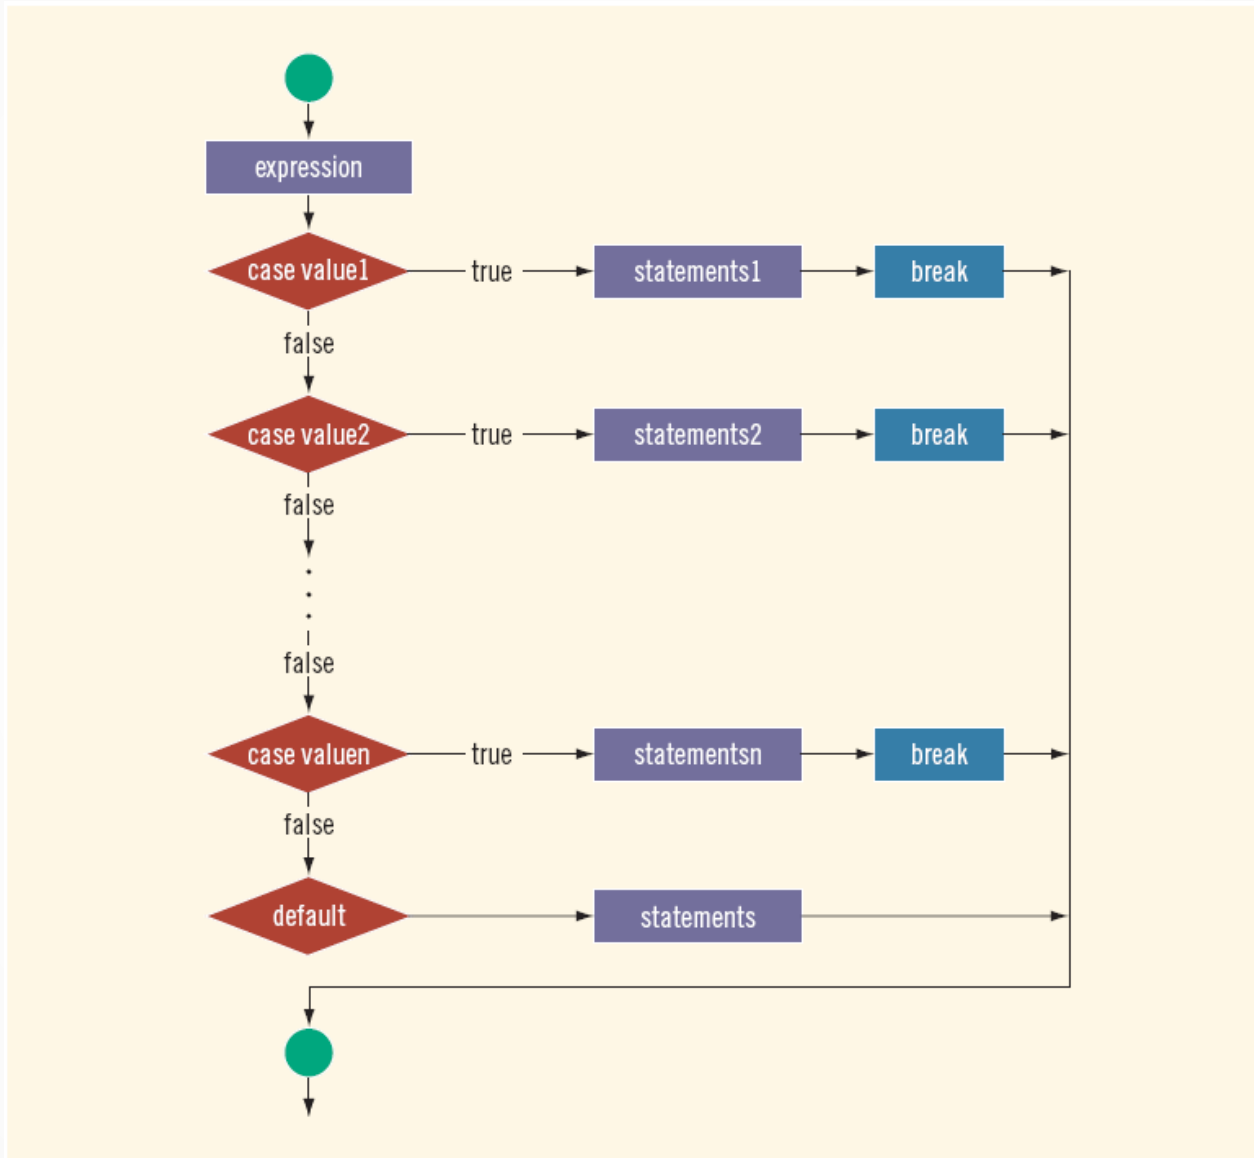 expression
case value1
true
statements1
break
false
case value2
true
statements2
break
false
false
case valuen
true
statementsn
break
false
default
statements